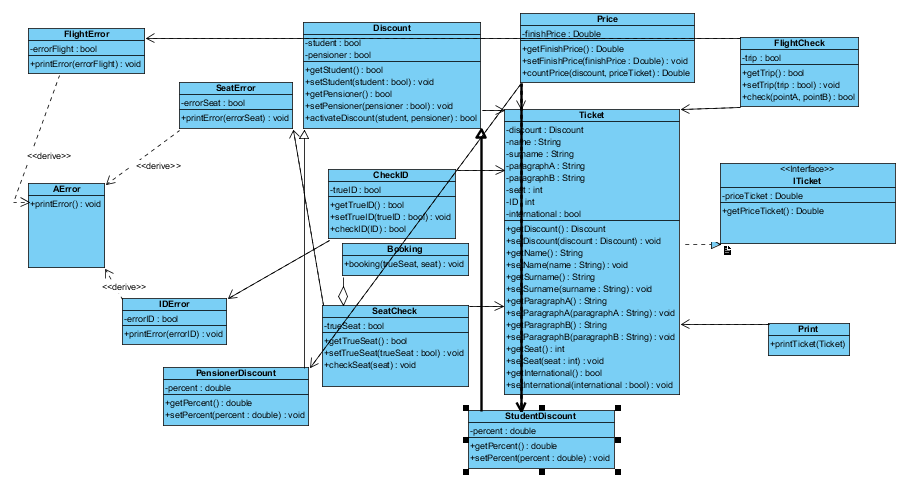 FlightError
-errorFlight : bool
+printError(errorFlight) : void
Discount
-student : bool
-pensioner : bool
+getStudent() : bool
+setStudent(student : bool) : void
+getPensioner() : bool
+setPensioner(pensioner : bool) : void
+activateDiscount(student, pensioner) : bool
Price
-finishPrice : Double
+getFinishPrice() : Double
+setFinishPrice(finishPrice : Double) : void
+countPrice(discount, priceTicket) : Double
FlightCheck
-trip : bool
+getTrip() : bool
+setTrip(trip : bool) : void
+check(pointA, pointB) : bool
SeatError
-errorSeat : bool
+printError(errorSeat) : void
Ticket
-discount : Discount
-name : String
-surname : String
-paragraphA : String
-paragraphB : String
-seat : int
-ID : int
-international : bool
+getDiscount() : Discount
+setDiscount(discount : Discount) : void
+getName() : String
+setName(name : String) : void
+getSurname() : String
+setSurname(surname : String) : void
+getParagraphA() : String
+setParagraphA(paragraphA : String) : void
+getParagraphB() : String
+setParagraphB(paragraphB : String) : void
+getSeat() : int
+setSeat(seat : int) : void
+getInternational() : bool
+setInternational(international : bool) : void
<<derive>>
<<derive>>
<<Interface>>
ITicket
-priceTicket : Double
+getPriceTicket() : Double
AError
+printError() : void
CheckID
-trueID : bool
+getTrueID() : bool
+setTrueID(trueID : bool) : void
+checkID(ID) : bool
Booking
+booking(trueSeat, seat) : void
<<derive>>
IDError
-errorID : bool
+printError(errorID) : void
SeatCheck
-trueSeat : bool
+getTrueSeat() : bool
+setTrueSeat(trueSeat : bool) : void
+checkSeat(seat) : void
Print
+printTicket(Ticket)
PensionerDiscount
-percent : double
+getPercent() : double
+setPercent(percent : double) : void
StudentDiscount
-percent : double
+getPercent() : double
+setPercent(percent : double) : void